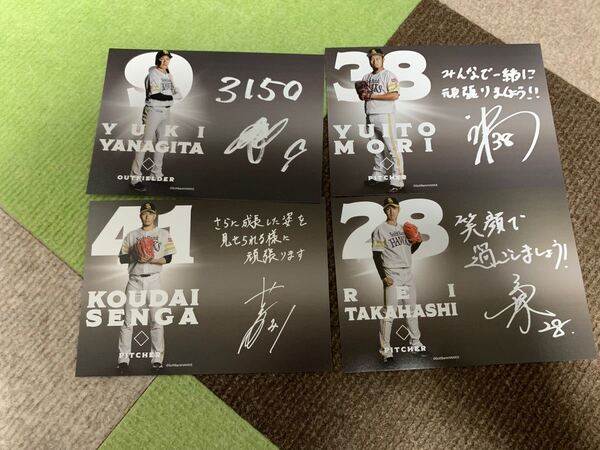 9
3150
YUKI
YANAGITA
OUTFIELDER
9
38
みんなで一緒に
頑張りましょう!!
YUITO
MORI
PITCHER
38
41
さらに成長した姿を
見せられる様に
頑張ります
KOUDAI
SENGA
PITCHER
28
笑顔で
過ごしましょう!
REI
TAKAHASHI
PITCHER
28.